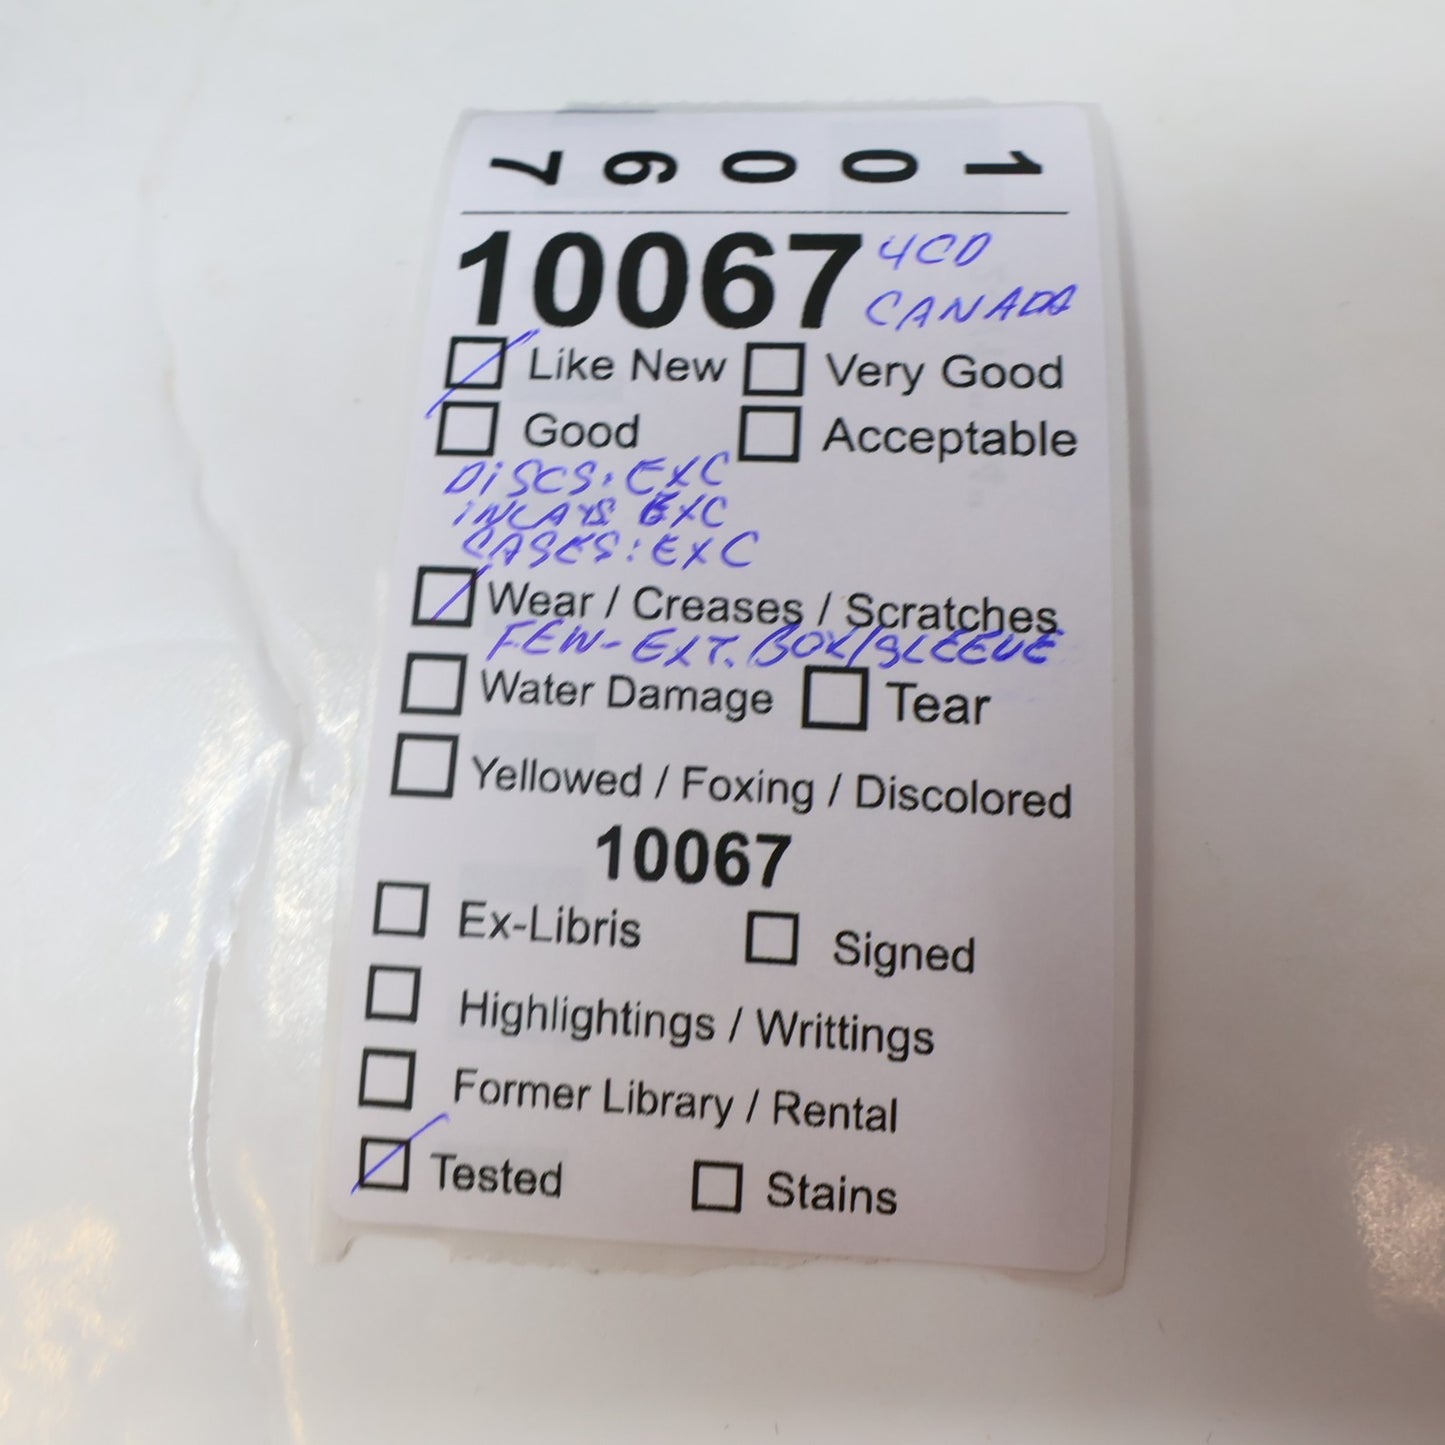 10067
10067 4CD
CANADA
Like New Very Good
Good Acceptable
DISCS: EXC
INLAYS EXC
CASES: EXC
Wear / Creases / Scratches
FEW-EXT. BOX/SLEEVE
Water Damage Tear
Yellowed / Foxing / Discolored
10067
Ex-Libris Signed
Highlightings / Writtings
Former Library / Rental
Tested Stains